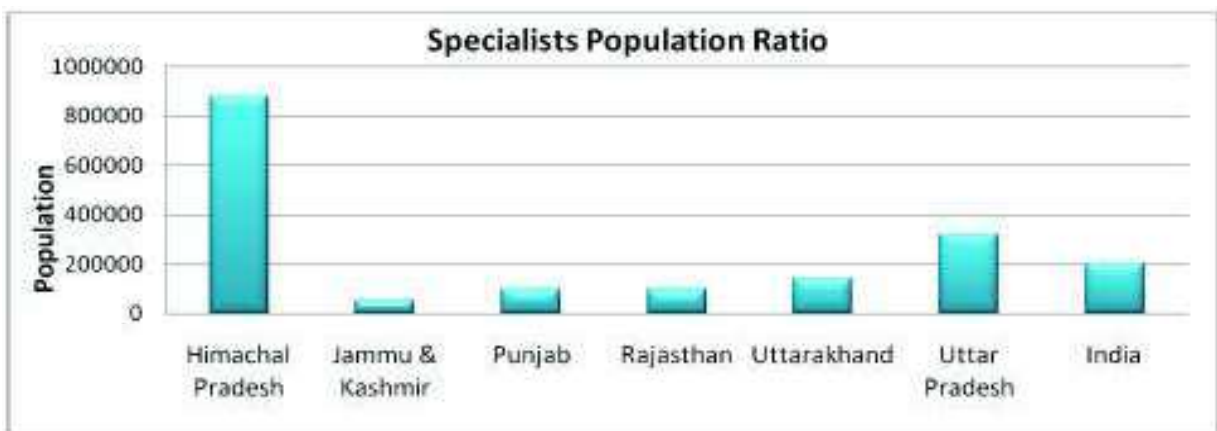 Specialists Population Ratio
Population
1000000
800000
600000
400000
200000
0
Himachal Pradesh
Jammu & Kashmir
Punjab
Rajasthan
Uttarakhand
Uttar Pradesh
India